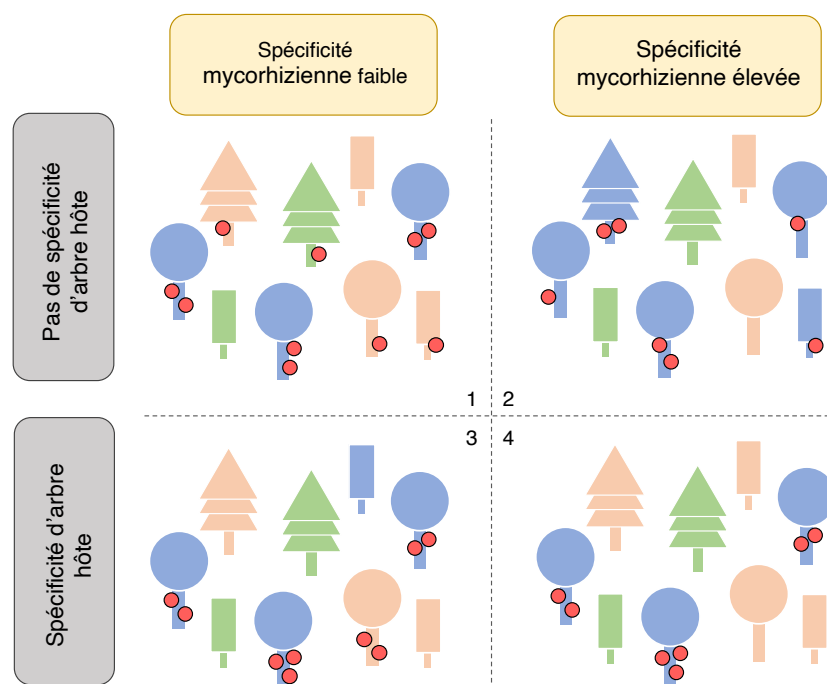 Spécificité
mycorhizienne faible
Spécificité
mycorhizienne élevée
Pas de spécificité
d'arbre hôte
1
2
3
4
Spécificité d'arbre
hôte